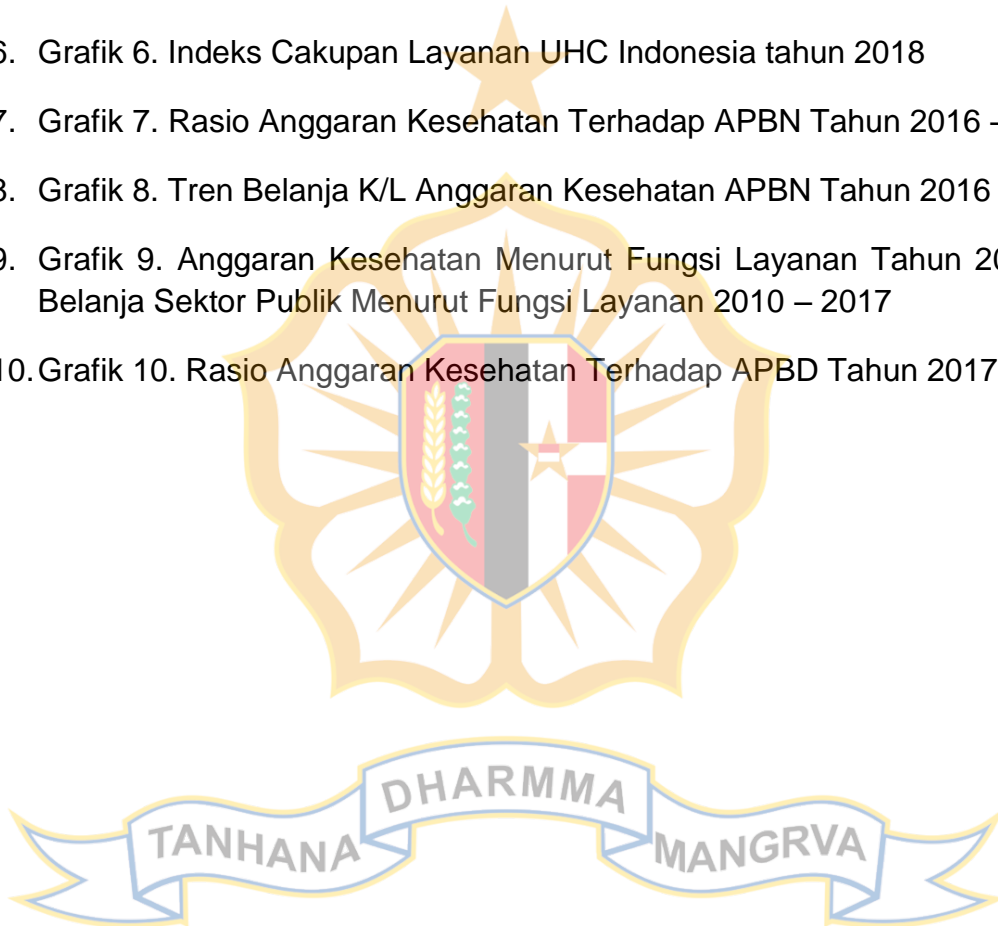 6. Grafik 6. Indeks Cakupan Layanan UHC Indonesia tahun 2018
7. Grafik 7. Rasio Anggaran Kesehatan Terhadap APBN Tahun 2016 –
8. Grafik 8. Tren Belanja K/L Anggaran Kesehatan APBN Tahun 2016
9. Grafik 9. Anggaran Kesehatan Menurut Fungsi Layanan Tahun 20
Belanja Sektor Publik Menurut Fungsi Layanan 2010 – 2017
10. Grafik 10. Rasio Anggaran Kesehatan Terhadap APBD Tahun 2017
TANHANA DHARMMA MANGRVA